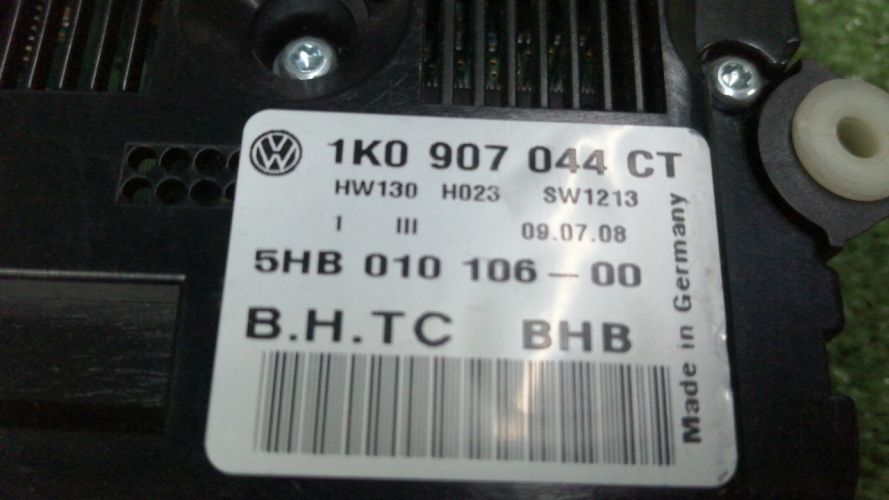 1K0 907 044 CT
HW130 H023 SW1213
1 III 09.07.08
5HB 010 106-00
B.H.TC BHB
Made in Germany